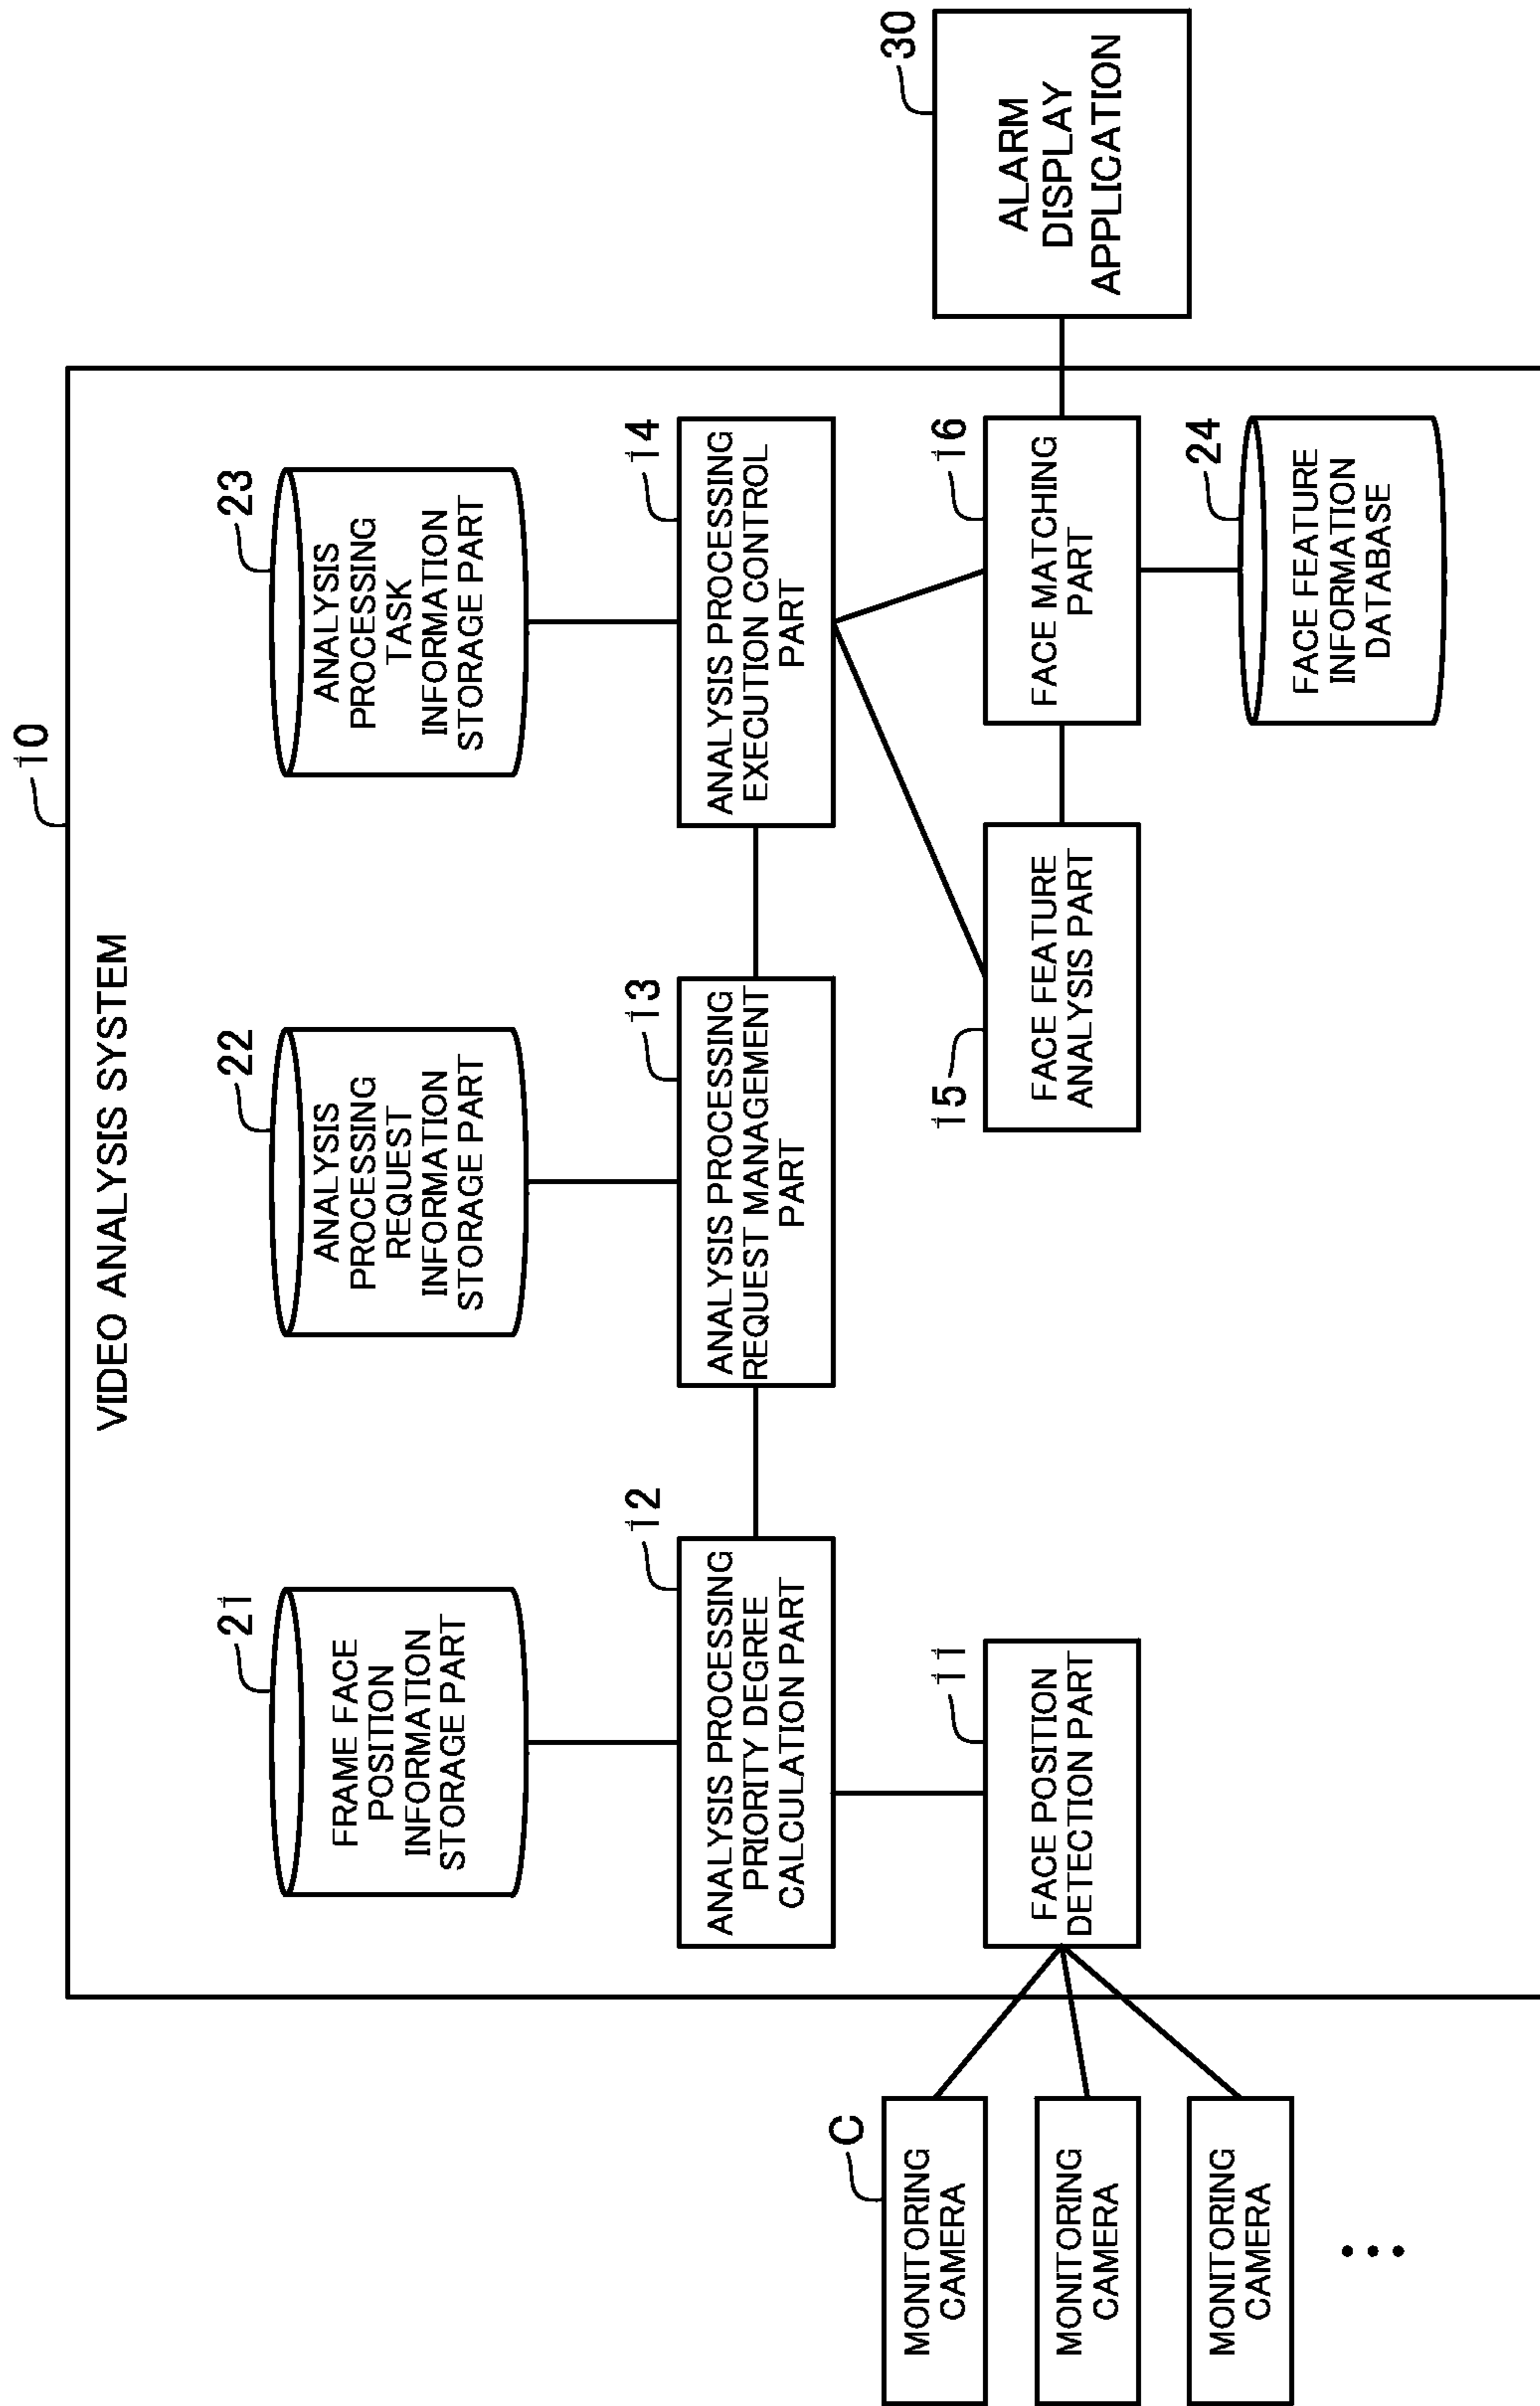 10
VIDEO ANALYSIS SYSTEM
21
FRAME FACE
POSITION
INFORMATION
STORAGE PART
22
ANALYSIS
PROCESSING
REQUEST
INFORMATION
STORAGE PART
23
ANALYSIS
PROCESSING
TASK
INFORMATION
STORAGE PART
12
ANALYSIS PROCESSING
PRIORITY DEGREE
CALCULATION PART
13
ANALYSIS PROCESSING
REQUEST MANAGEMENT
PART
14
ANALYSIS PROCESSING
EXECUTION CONTROL
PART
C
MONITORING
CAMERA
MONITORING
CAMERA
MONITORING
CAMERA
...
11
FACE POSITION
DETECTION PART
15
FACE FEATURE
ANALYSIS PART
16
FACE MATCHING
PART
24
FACE FEATURE
INFORMATION
DATABASE
30
ALARM
DISPLAY
APPLICATION